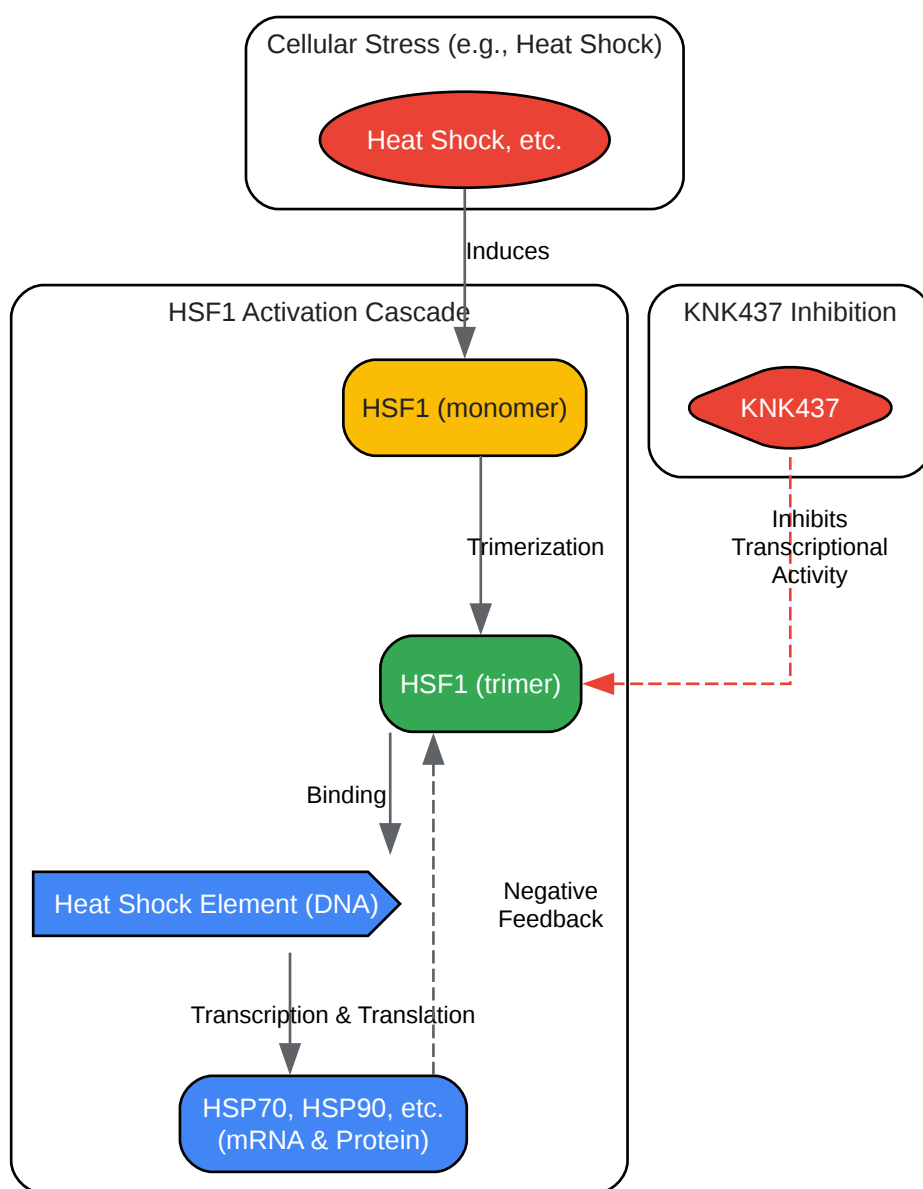 Cellular Stress (e.g., Heat Shock)
Heat Shock, etc.
Induces
HSF1 Activation Cascade
KNK437 Inhibition
HSF1 (monomer)
KNK437
Trimerization
Inhibits
Transcriptional
Activity
HSF1 (trimer)
Binding
Heat Shock Element (DNA)
Negative
Feedback
Transcription & Translation
HSP70, HSP90, etc.
(mRNA & Protein)